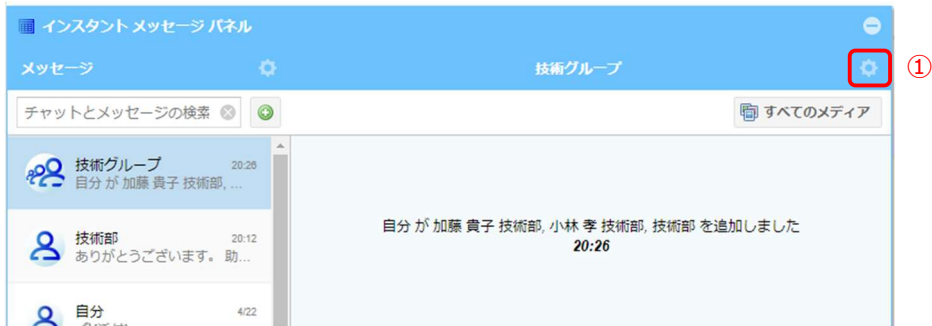 インスタント メッセージ パネル
メッセージ
技術グループ
①
チャットとメッセージの検索
すべてのメディア
技術グループ 20:26
自分 が 加藤 貴子 技術部, ...
技術部 20:12
ありがとうございます。 助...
自分 4/22
自分 が 加藤 貴子 技術部, 小林 孝 技術部, 技術部 を追加しました
20:26